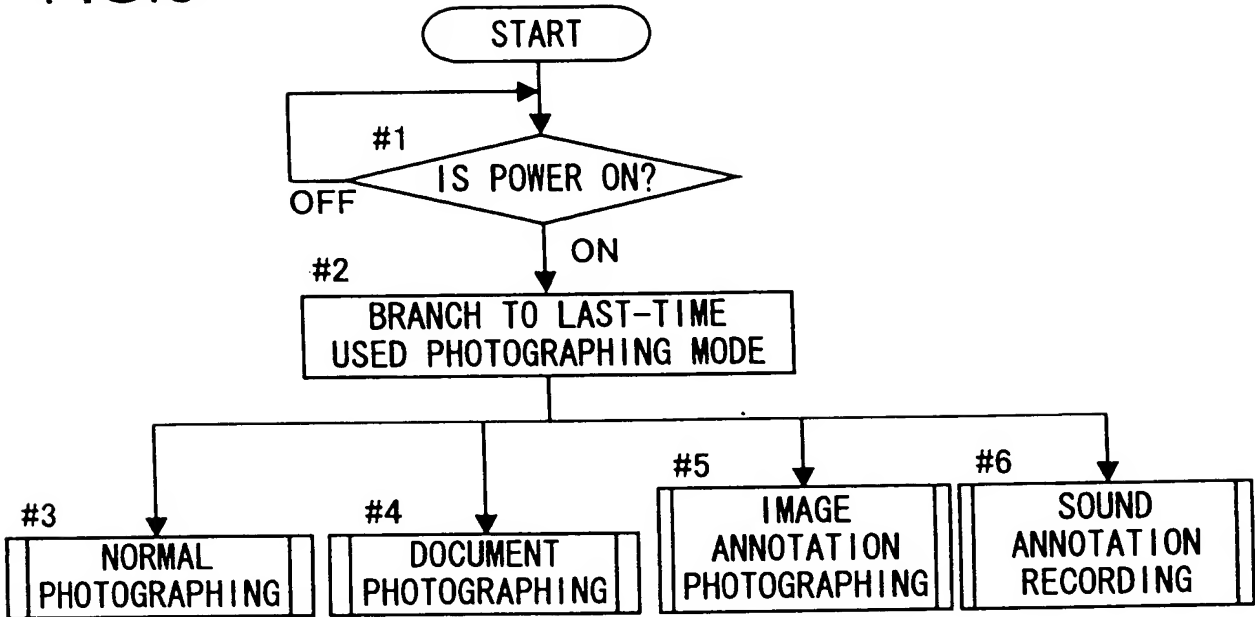 START
#1
IS POWER ON?
OFF
ON
#2
BRANCH TO LAST-TIME
USED PHOTOGRAPHING MODE
#3
NORMAL
PHOTOGRAPHING
#4
DOCUMENT
PHOTOGRAPHING
#5
IMAGE
ANNOTATION
PHOTOGRAPHING
#6
SOUND
ANNOTATION
RECORDING